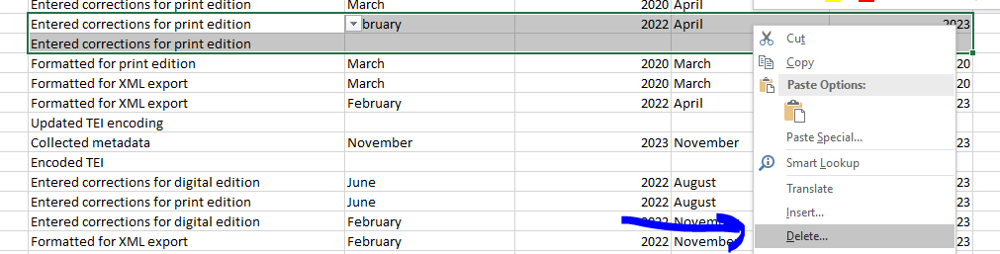 Entered corrections for print edition March 2020 April
Entered corrections for print edition bruary 2022 April 2023
Entered corrections for print edition
Cut
Formatted for print edition March 2020 March 20
Copy
Formatted for XML export March 2020 March 20
Paste Options:
Formatted for XML export February 2022 April 23
Updated TEI encoding
Paste Special...
Collected metadata November 2023 November 23
Encoded TEI
Smart Lookup
Entered corrections for digital edition June 2022 August 23
Translate
Entered corrections for print edition June 2022 August 23
Insert...
Entered corrections for digital edition February 2022 November 23
Delete...
Formatted for XML export February 2022 November 23